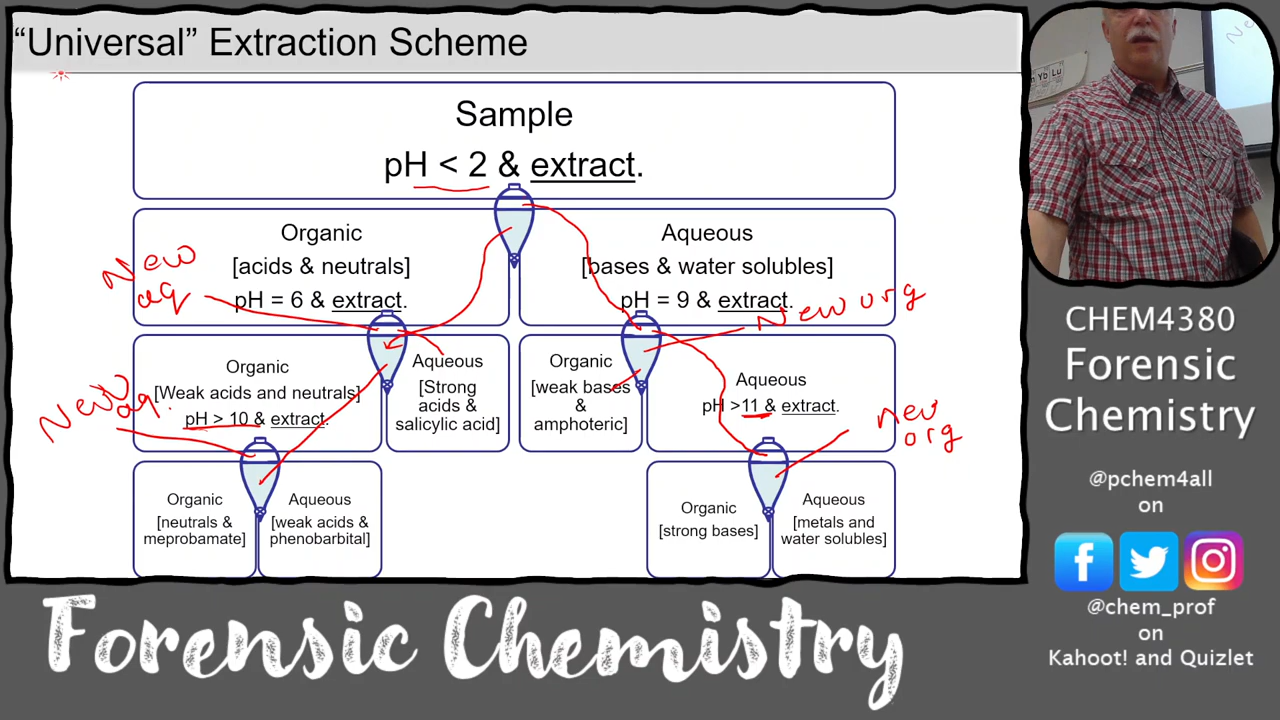 “Universal” Extraction Scheme
Sample
pH < 2 & extract.
Organic
[acids & neutrals]
pH = 6 & extract.
Aqueous
[bases & water solubles]
pH = 9 & extract.
New
aq
New org
Organic
[Weak acids and neutrals]
pH > 10 & extract.
Aqueous
[Strong
acids &
salicylic acid]
Organic
[weak bases
&
amphoteric]
Aqueous
pH >11 & extract.
New
aq.
new
org
Organic
[neutrals &
meprobamate]
Aqueous
[weak acids &
phenobarbital]
Organic
[strong bases]
Aqueous
[metals and
water solubles]
Yb Lu
CHEM4380
Forensic
Chemistry
@pchem4all
on
@chem_prof
on
Kahoot! and Quizlet
Forensic Chemistry